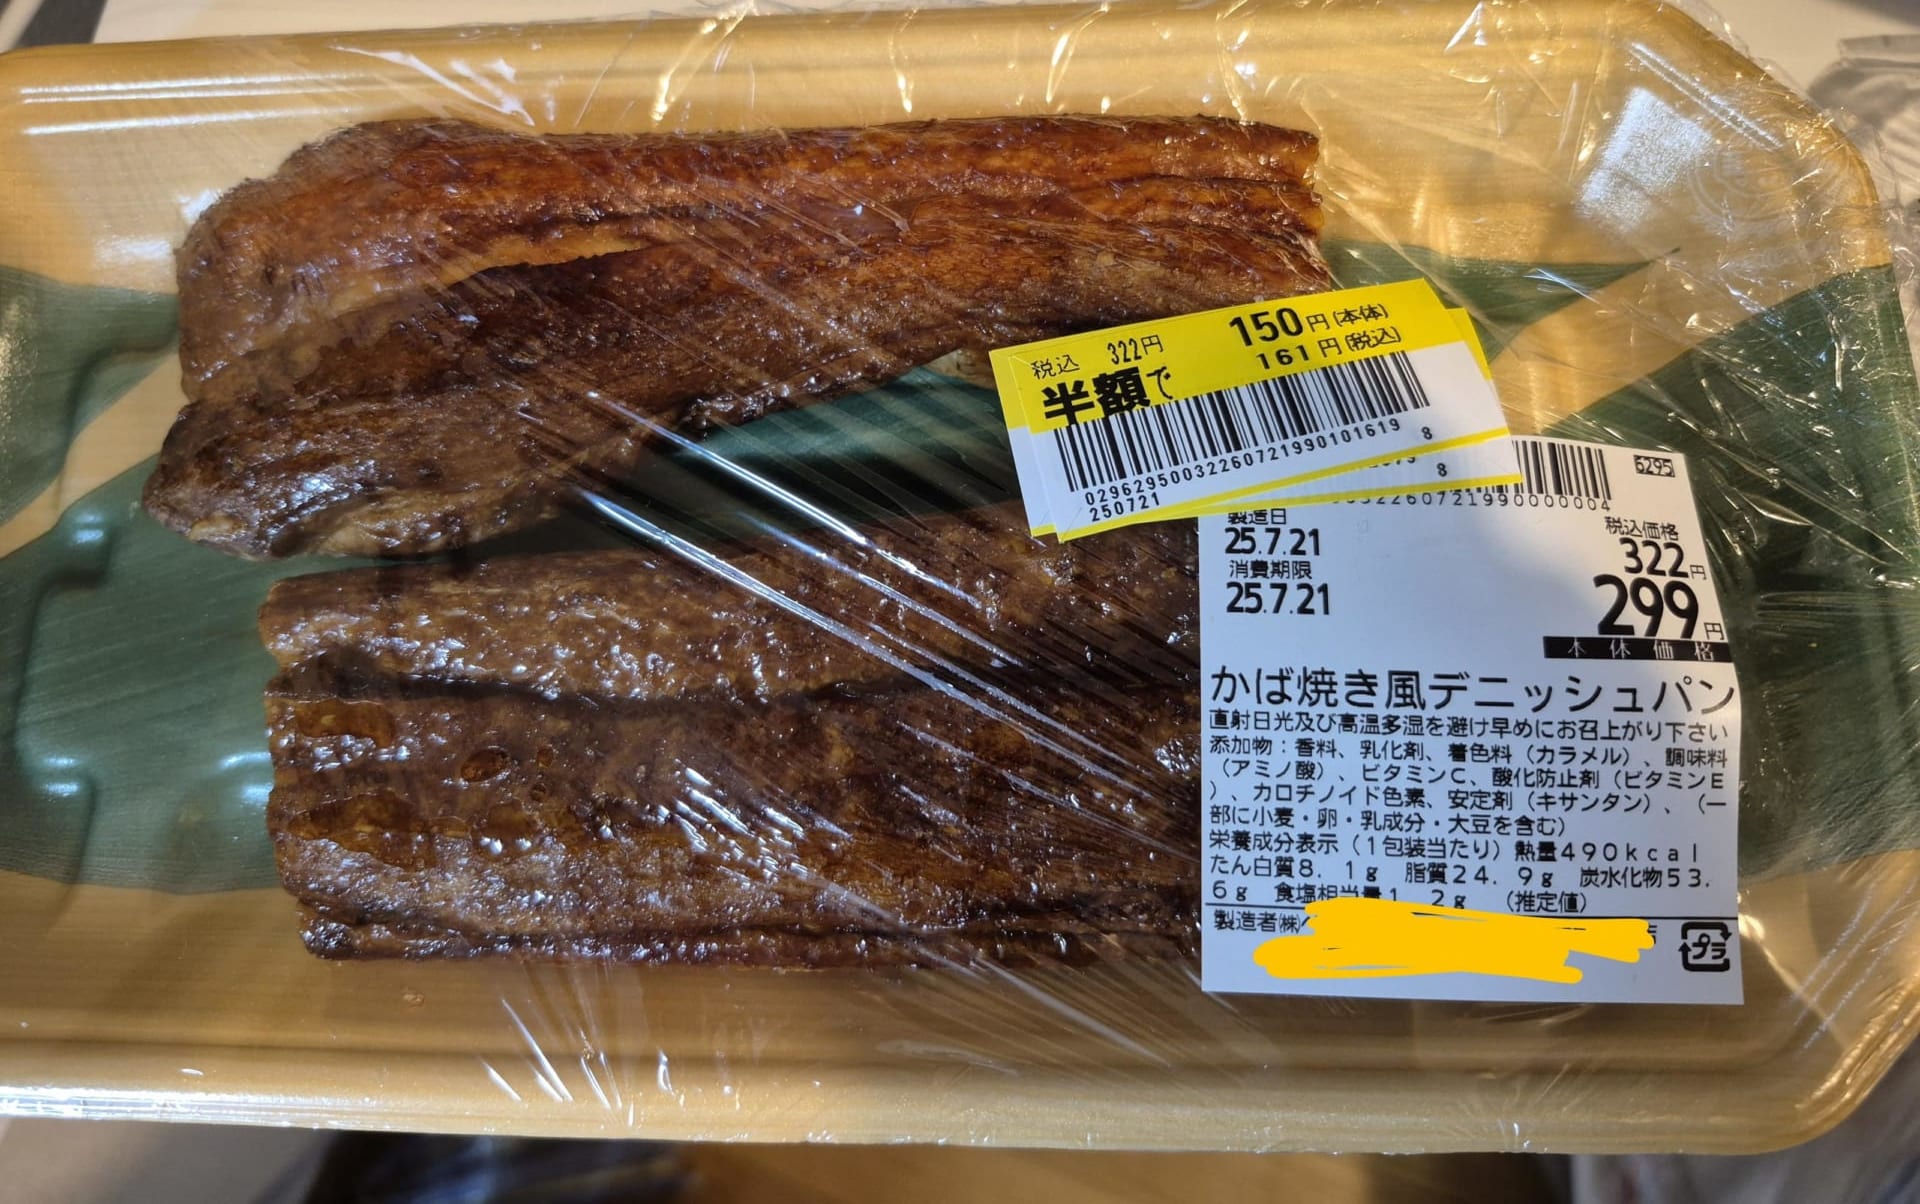 税込 322円 150円(本体)
半額で 161円(税込)
02962950032260721990101619 8
250721
8
6295
製造日
25.7.21
消費期限
25.7.21
税込価格
322円
299円
本体価格
かば焼き風デニッシュパン
直射日光及び高温多湿を避け早めにお召上がり下さい
添加物:香料、乳化剤、着色料(カラメル)、調味料
(アミノ酸)、ビタミンC、酸化防止剤(ビタミンE
)、カロチノイド色素、安定剤(キサンタン)、(一
部に小麦・卵・乳成分・大豆を含む)
栄養成分表示(1包装当たり)熱量490kcal
たん白質8.1g 脂質24.9g 炭水化物53.
6g 食塩相当量1.2g (推定値)
製造者㈱
プラ